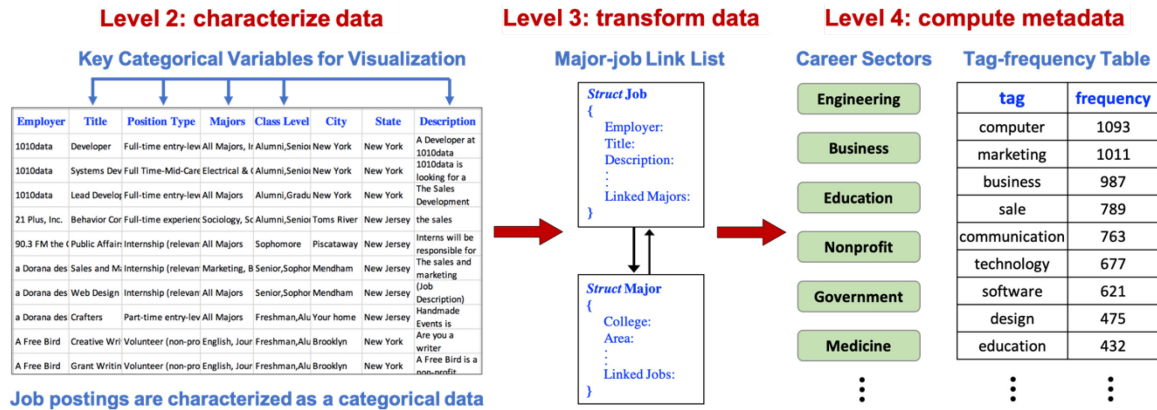 Level 2: characterize data
Key Categorical Variables for Visualization
Employer Title Position Type Majors Class Level City State Description
1010data Developer Full-time entry-lev All Majors, Ir Alumni,Senior New York New York A Developer at
1010data
1010data Systems Dev Full Time-Mid-Care Electrical & C Alumni,Senior New York New York 1010data is
looking for a
1010data Lead Develop Full-time entry-lev All Majors Alumni,Gradu New York New York The Sales
Development
21 Plus, Inc. Behavior Cor Full-time experienc Sociology, So Alumni,Senior Toms River New Jersey the sales
90.3 FM the C Public Affairs Internship (relevan All Majors Sophomore Piscataway New Jersey Interns will be
responsible for
a Dorana des Sales and Ma Internship (relevan Marketing, B Senior,Sophor Mendham New Jersey The sales and
marketing
a Dorana des Web Design Internship (relevan All Majors Senior,Sophor Mendham New Jersey (Job
Description)
a Dorana des Crafters Part-time entry-lev All Majors Freshman,Alu Your home New Jersey Handmade
Events is
A Free Bird Creative Writ Volunteer (non-pro English, Jour Freshman,Alu Brooklyn New York Are you a
writer
A Free Bird Grant Writin Volunteer (non-pro English, Jour Freshman,Alu Brooklyn New York A Free Bird is a
non-profit
Job postings are characterized as a categorical data
Level 3: transform data
Major-job Link List
Struct Job
{
Employer:
Title:
Description:
:
:
Linked Majors:
}
Struct Major
{
College:
Area:
:
:
Linked Jobs:
}
Level 4: compute metadata
Career Sectors
Engineering
Business
Education
Nonprofit
Government
Medicine
Tag-frequency Table
tag frequency
computer 1093
marketing 1011
business 987
sale 789
communication 763
technology 677
software 621
design 475
education 432